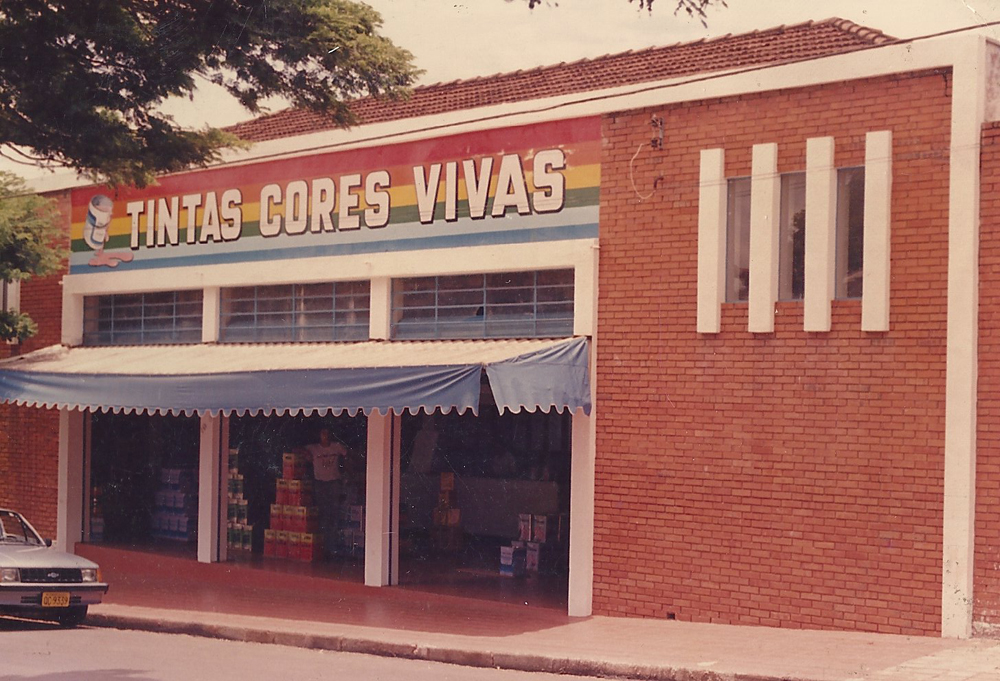 TINTAS CORES VIVAS